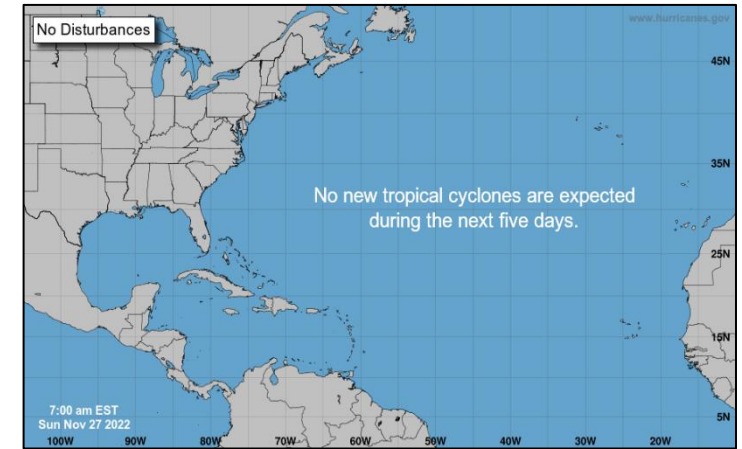 No Disturbances
www.hurricanes.gov
45N
35N
No new tropical cyclones are expected
during the next five days.
25N
15N
7:00 am EST
Sun Nov 27 2022
5N
100W 90W 80W 70W 60W 50W 40W 30W 20W